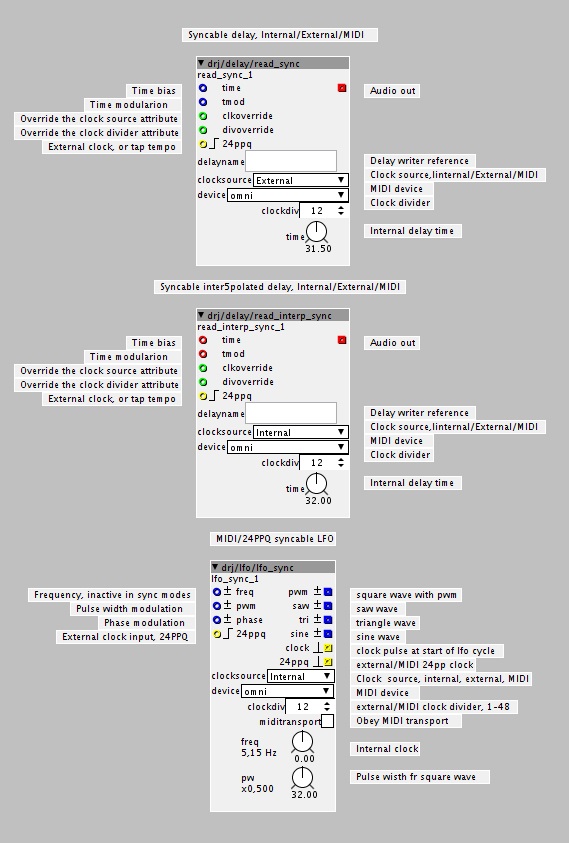 Syncable delay, Internal/External/MIDI
▼ drj/delay/read_sync
read_sync_1
Time bias time Audio out
Time modularion tmod
Override the clock source attribute clkoverride
Override the clock divider attribute divoverride
External clock, or tap tempo 24ppq
delayname Delay writer reference
clocksource External Clock source,Iinternal/External/MIDI
device omni MIDI device
clockdiv 12 Clock divider
time Internal delay time
31.50
Syncable inter5polated delay, Internal/External/MIDI
▼ drj/delay/read_interp_sync
read_interp_sync_1
Time bias time Audio out
Time modularion tmod
Override the clock source attribute clkoverride
Override the clock divider attribute divoverride
External clock, or tap tempo 24ppq
delayname Delay writer reference
clocksource Internal Clock source,Iinternal/External/MIDI
device omni MIDI device
clockdiv 12 Clock divider
time Internal delay time
32.00
MIDI/24PPQ syncable LFO
▼ drj/lfo/lfo_sync
lfo_sync_1
Frequency, inactive in sync modes ± freq pwm ± square wave with pwm
Pulse width modulation ± pwm saw ± saw wave
Phase modulation ± phase tri ± triangle wave
External clock input, 24PPQ 24ppq sine ± sine wave
clock clock pulse at start of lfo cycle
24ppq external/MIDI 24pp clock
clocksource Internal Clock source, internal, external, MIDI
device omni MIDI device
clockdiv 12 external/MIDI clock divider, 1-48
miditransport Obey MIDI transport
freq
5,15 Hz Internal clock
0.00
pw Pulse wisth fr square wave
x0,500
32.00